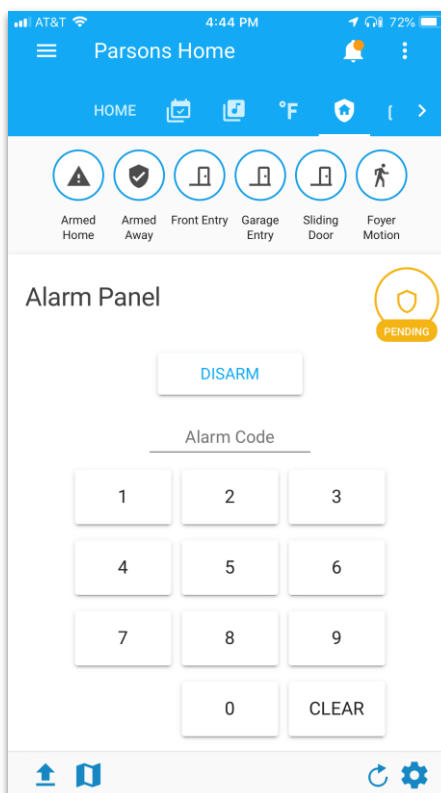 AT&T 4:44 PM 72%
Parsons Home
HOME °F
Armed Home
Armed Away
Front Entry
Garage Entry
Sliding Door
Foyer Motion
Alarm Panel
PENDING
DISARM
Alarm Code
1 2 3
4 5 6
7 8 9
0 CLEAR